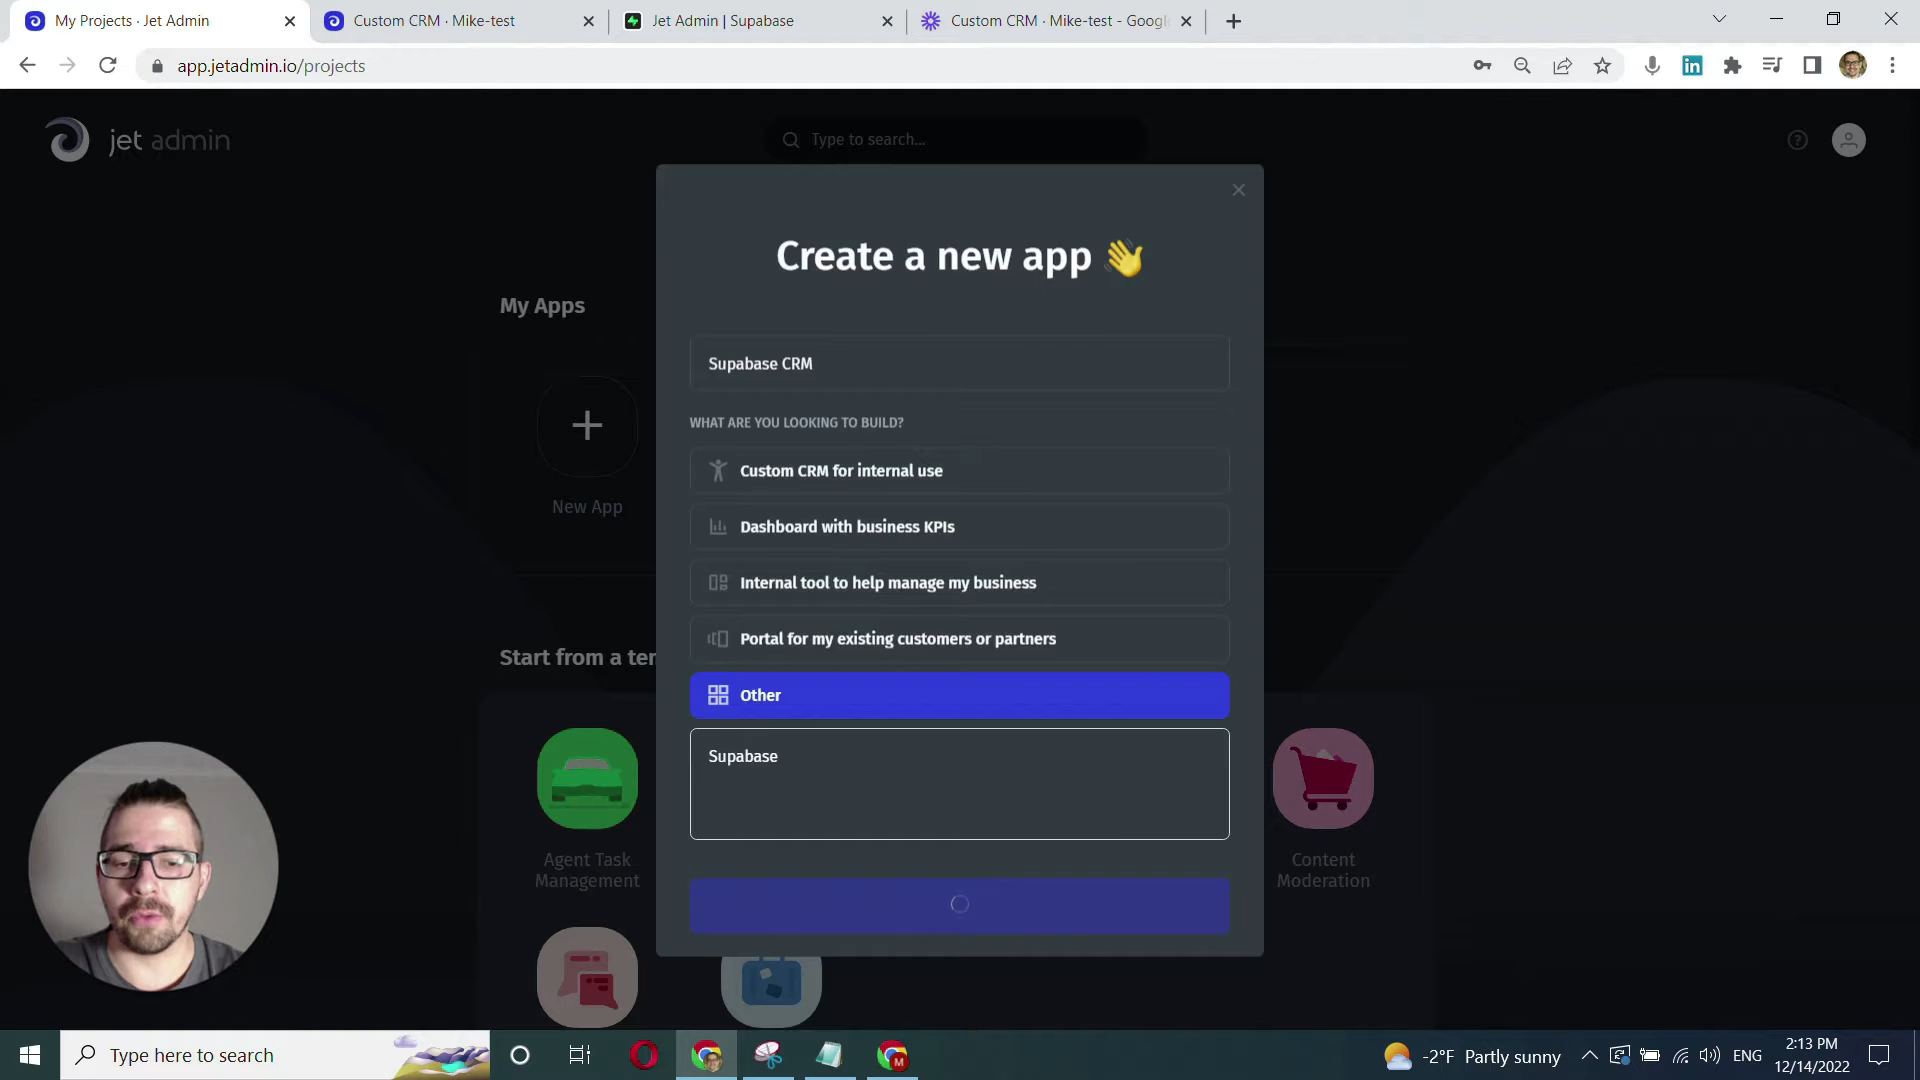 My Projects · Jet Admin
Custom CRM · Mike-test
Jet Admin | Supabase
Custom CRM · Mike-test - Google
app.jetadmin.io/projects
jet admin
Type to search...
Create a new app 👋
My Apps
Supabase CRM
WHAT ARE YOU LOOKING TO BUILD?
Custom CRM for internal use
New App
Dashboard with business KPIs
Internal tool to help manage my business
Portal for my existing customers or partners
Start from a ter
Other
Supabase
Agent Task
Management
Content
Moderation
Type here to search
-2°F Partly sunny
ENG
2:13 PM
12/14/2022